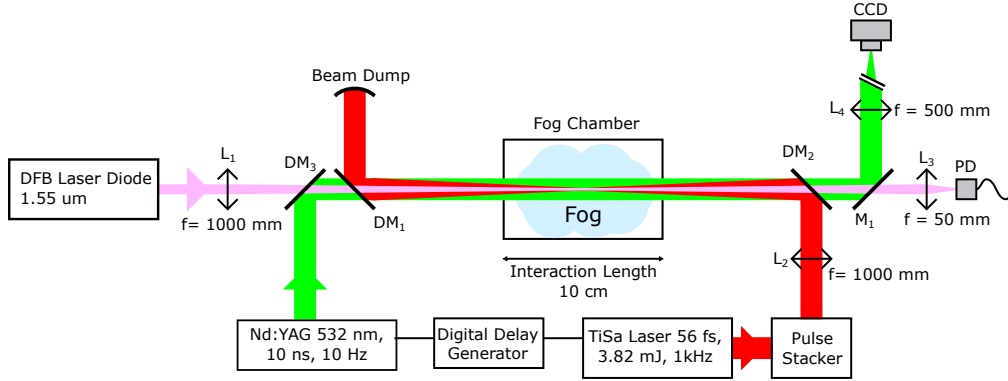 CCD
Beam Dump
L4
f = 500 mm
Fog Chamber
L1
DM3
DM2
L3
PD
DFB Laser Diode
1.55 um
f= 1000 mm
DM1
Fog
M1
f = 50 mm
Interaction Length
10 cm
L2
f= 1000 mm
Nd:YAG 532 nm,
10 ns, 10 Hz
Digital Delay
Generator
TiSa Laser 56 fs,
3.82 mJ, 1kHz
Pulse
Stacker